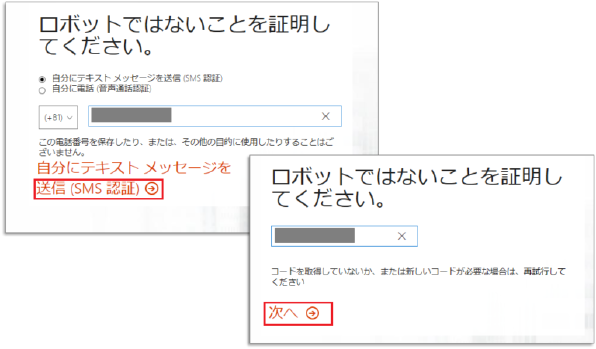 ロボットではないことを証明し
てください。
自分にテキスト メッセージを送信 (SMS 認証)
自分に電話 (音声通話認証)
(+81)
この電話番号を保存したり、または、その他の目的に使用したりすることはご
ざいません。
自分にテキスト メッセージを
送信 (SMS 認証)
ロボットではないことを証明し
てください。
コードを取得していないか、または新しいコードが必要な場合は、再試行して
ください
次へ